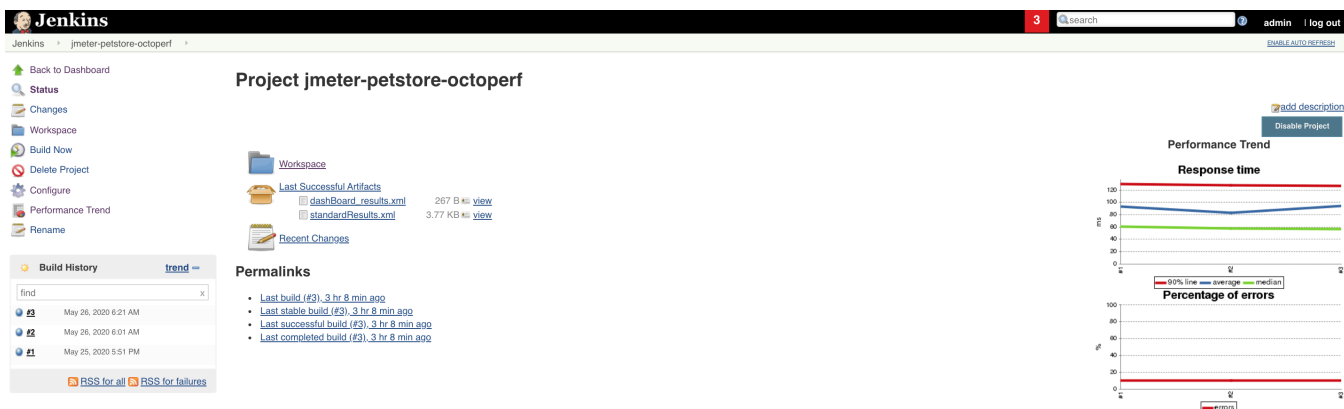 Jenkins
3
search
admin
| log out
Jenkins
jmeter-petstore-octoperf
ENABLE AUTO REFRESH
Back to Dashboard
Status
Changes
Workspace
Build Now
Delete Project
Configure
Performance Trend
Rename
Build History
trend
find
x
#3 May 26, 2020 6:21 AM
#2 May 26, 2020 6:01 AM
#1 May 25, 2020 5:51 PM
RSS for all RSS for failures
Project jmeter-petstore-octoperf
add description
Disable Project
Workspace
Last Successful Artifacts
dashBoard_results.xml 267 B view
standardResults.xml 3.77 KB view
Recent Changes
Permalinks
Last build (#3), 3 hr 8 min ago
Last stable build (#3), 3 hr 8 min ago
Last successful build (#3), 3 hr 8 min ago
Last completed build (#3), 3 hr 8 min ago
Performance Trend
Response time
120
100
80
60
40
20
0
ms
#1 #2 #3
90% line average median
Percentage of errors
100
80
60
40
20
0
%
#1 #2 #3
errors